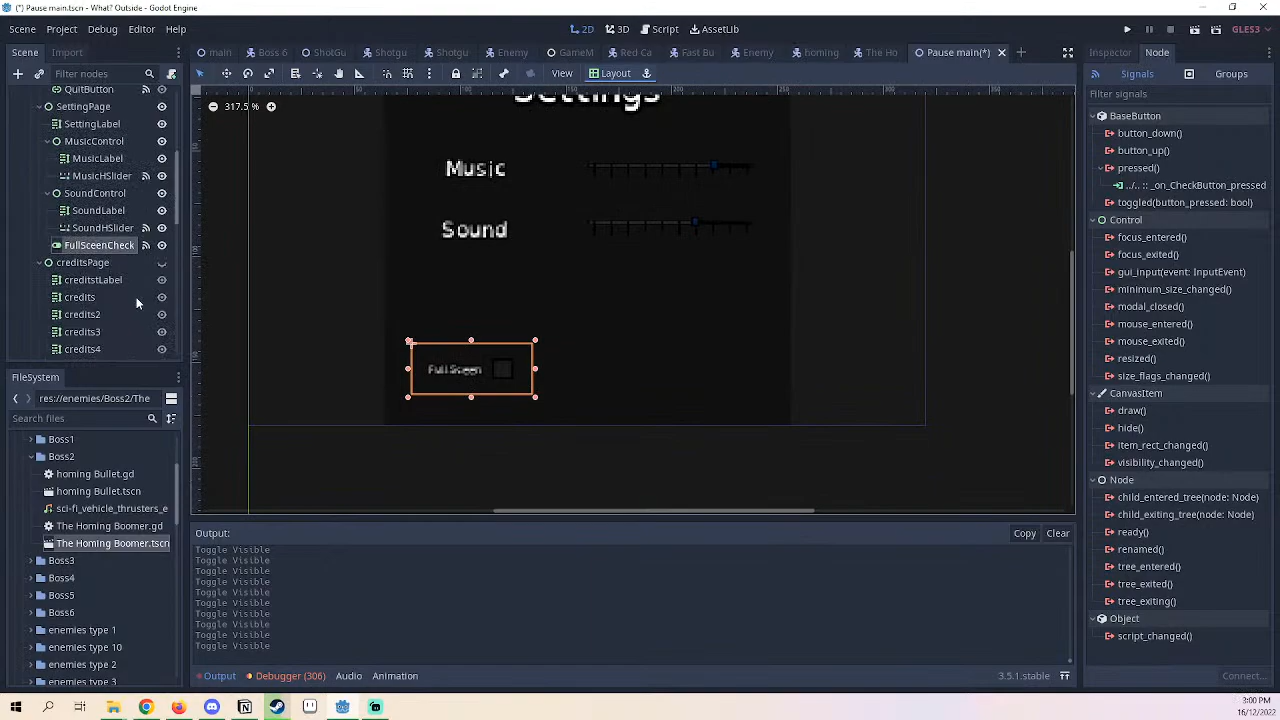 (*) Pause main.tscn - What? Outside - Godot Engine
Scene Project Debug Editor Help
2D 3D Script AssetLib
GLES3
Scene Import
main Boss 6 ShotGu Shotgu Shotgu Enemy GameM Red Ca Fast Bu Enemy homing The Ho Pause main(*)
Inspector Node
Filter nodes
View Layout
Signals Groups
Filter signals
317.5 %
50 100 150 200 250 300 350
QuitButton
SettingPage
SettingLabel
MusicControl
MusicLabel
MusicHSlider
SoundControl
SoundLabel
SoundHSlider
FullSceenCheck
creditsPage
creditsLabel
credits
credits2
credits3
credits4
Settings
Music
Sound
Full Sceen
BaseButton
button_down()
button_up()
pressed()
../.. :: _on_CheckButton_pressed
toggled(button_pressed: bool)
Control
focus_entered()
focus_exited()
gui_input(event: InputEvent)
minimum_size_changed()
modal_closed()
mouse_entered()
mouse_exited()
resized()
size_flags_changed()
CanvasItem
draw()
hide()
item_rect_changed()
visibility_changed()
Node
child_entered_tree(node: Node)
child_exiting_tree(node: Node)
ready()
renamed()
tree_entered()
tree_exited()
tree_exiting()
Object
script_changed()
Connect...
FileSystem
res://enemies/Boss2/The
Search files
Boss1
Boss2
homing Bullet.gd
homing Bullet.tscn
sci-fi_vehicle_thrusters_e
The Homing Boomer.gd
The Homing Boomer.tscn
Boss3
Boss4
Boss5
Boss6
enemies type 1
enemies type 10
enemies type 2
enemies type 3
Output:
Copy Clear
Toggle Visible
Toggle Visible
Toggle Visible
Toggle Visible
Toggle Visible
Toggle Visible
Toggle Visible
Toggle Visible
Toggle Visible
Toggle Visible
Output Debugger (306) Audio Animation
3.5.1.stable
3:00 PM
16/12/2022